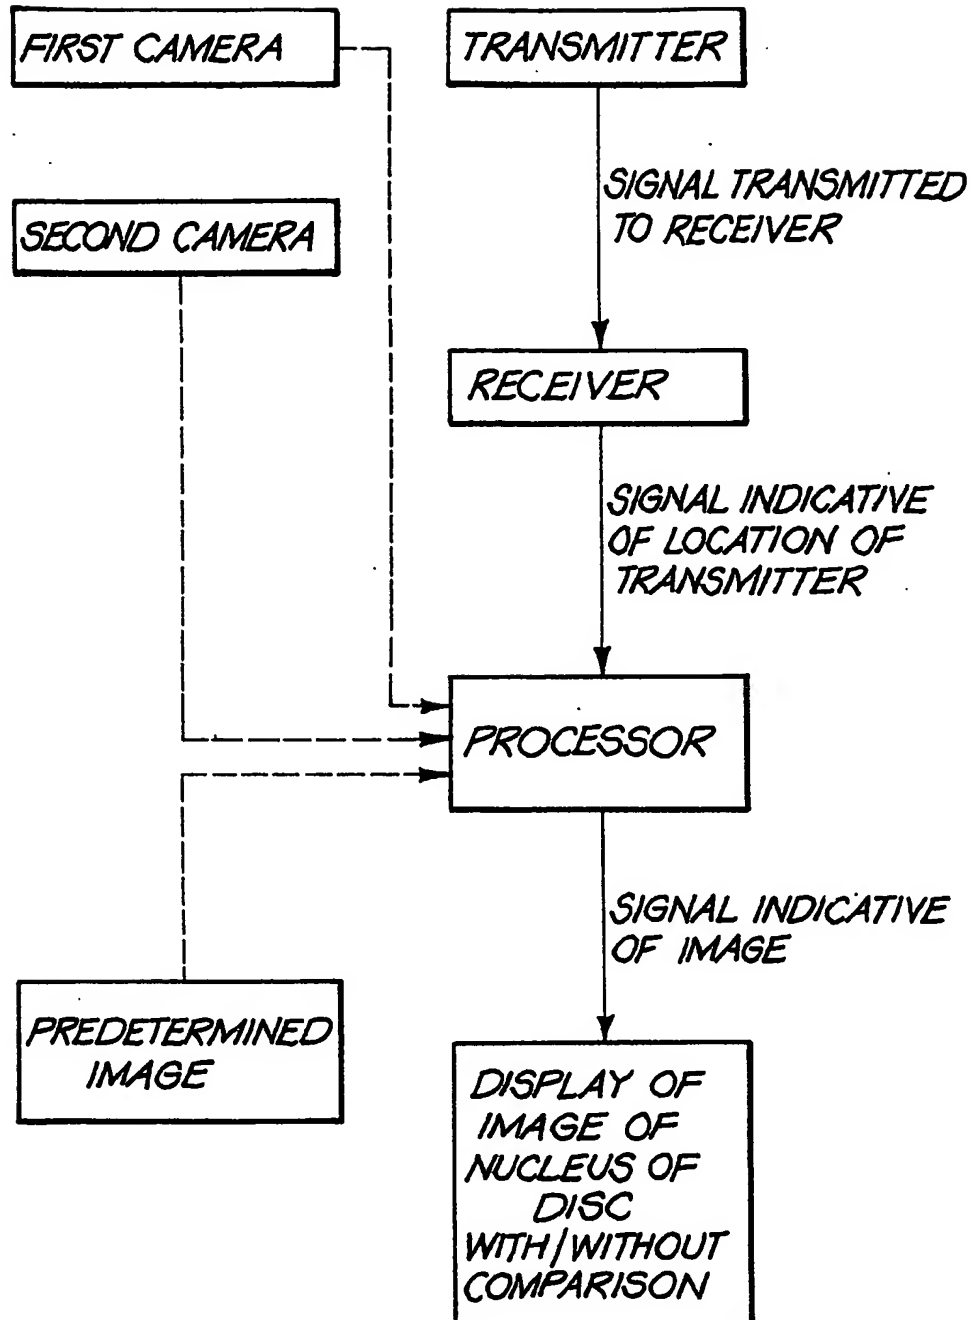 FIRST CAMERA
TRANSMITTER
SIGNAL TRANSMITTED
TO RECEIVER
SECOND CAMERA
RECEIVER
SIGNAL INDICATIVE
OF LOCATION OF
TRANSMITTER
PROCESSOR
SIGNAL INDICATIVE
OF IMAGE
PREDETERMINED
IMAGE
DISPLAY OF
IMAGE OF
NUCLEUS OF
DISC
WITH/WITHOUT
COMPARISON